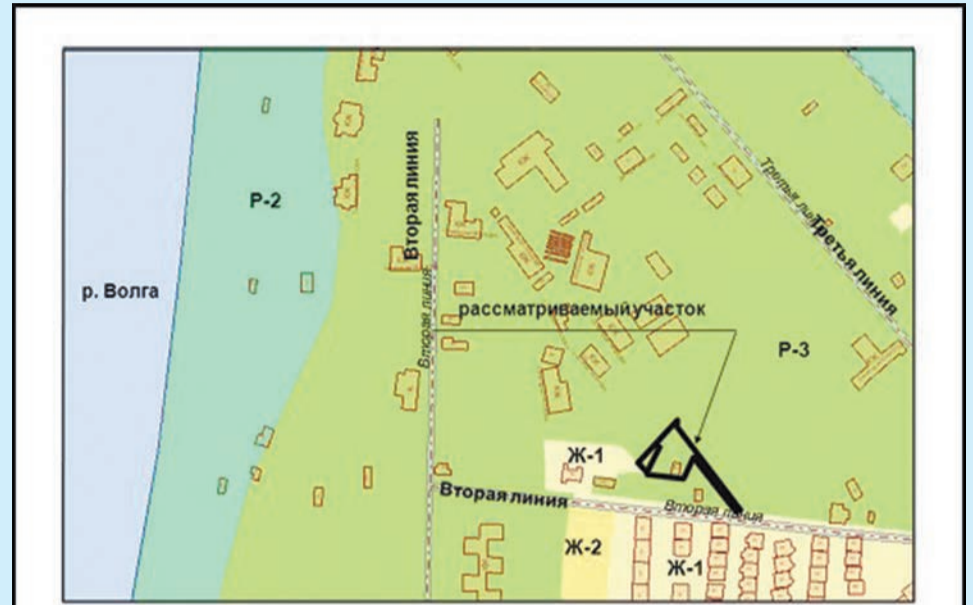 Вторая линия
Р-2
Третья линия
Третья линия
р. Волга
Вторая линия
рассматриваемый участок
Р-3
Ж-1
Вторая линия
Вторая линия
Ж-2
Ж-1